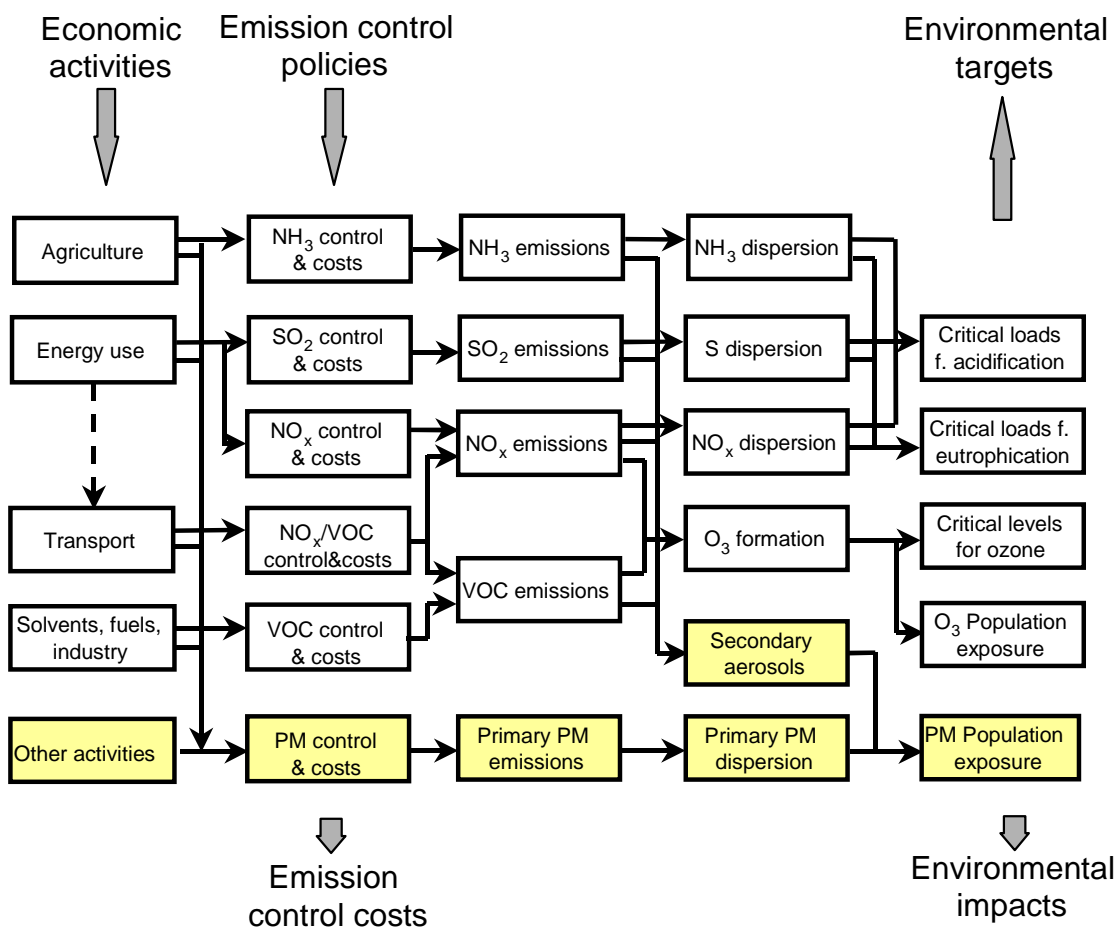 Economic
activities
Emission control
policies
Environmental
targets
Agriculture
NH3 control
& costs
NH3 emissions
NH3 dispersion
Energy use
SO2 control
& costs
SO2 emissions
S dispersion
Critical loads
f. acidification
NOx control
& costs
NOx emissions
NOx dispersion
Critical loads f.
eutrophication
Transport
NOx/VOC
control&costs
O3 formation
Critical levels
for ozone
VOC emissions
Solvents, fuels,
industry
VOC control
& costs
Secondary
aerosols
O3 Population
exposure
Other activities
PM control
& costs
Primary PM
emissions
Primary PM
dispersion
PM Population
exposure
Emission
control costs
Environmental
impacts